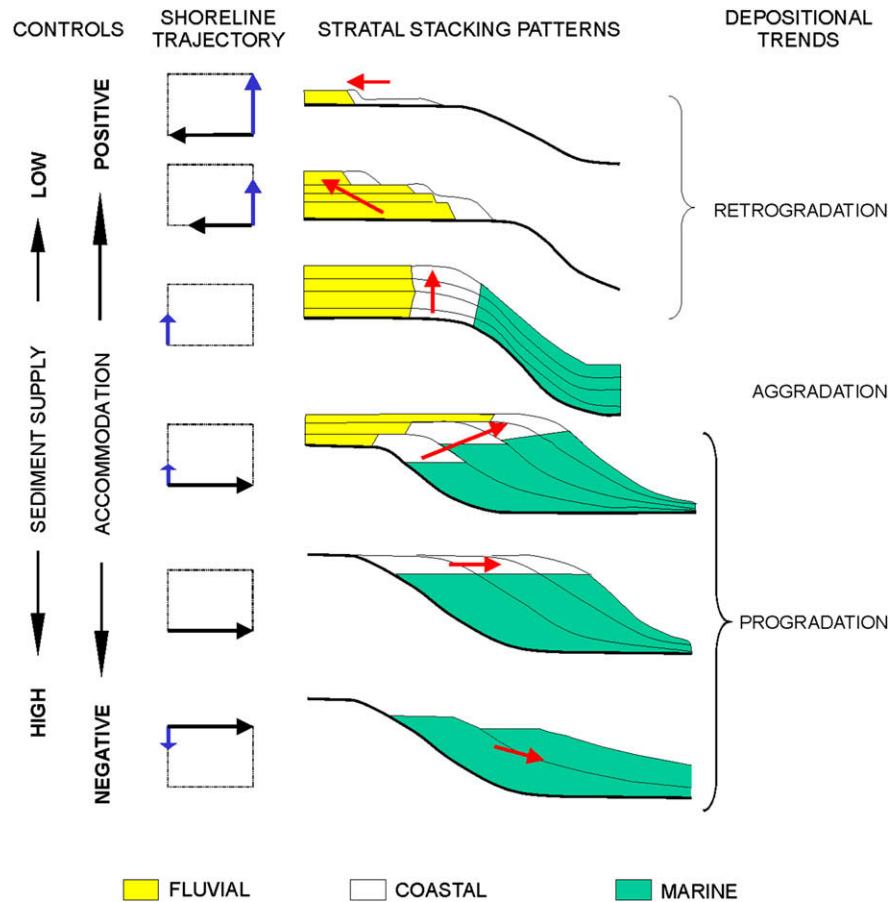 CONTROLS
SHORELINE
TRAJECTORY
STRATAL STACKING PATTERNS
DEPOSITIONAL
TRENDS
LOW
POSITIVE
SEDIMENT SUPPLY
ACCOMMODATION
HIGH
NEGATIVE
RETROGRADATION
AGGRADATION
PROGRADATION
FLUVIAL
COASTAL
MARINE